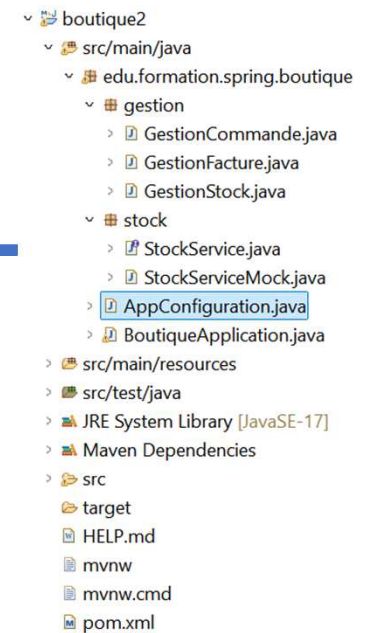 boutique2
src/main/java
edu.formation.spring.boutique
gestion
GestionCommande.java
GestionFacture.java
GestionStock.java
stock
StockService.java
StockServiceMock.java
AppConfiguration.java
BoutiqueApplication.java
src/main/resources
src/test/java
JRE System Library [JavaSE-17]
Maven Dependencies
src
target
HELP.md
mvnw
mvnw.cmd
pom.xml